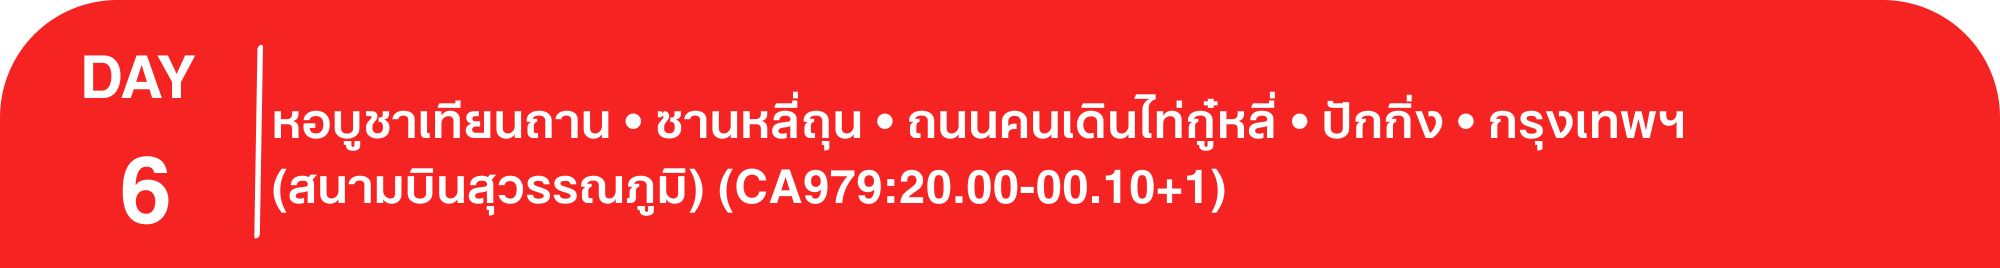 DAY
6
หอบูชาเทียนถาน • ซานหลี่ถุน • ถนนคนเดินไท่กู๋หลี่ • ปักกิ่ง • กรุงเทพฯ
(สนามบินสุวรรณภูมิ) (CA979:20.00-00.10+1)